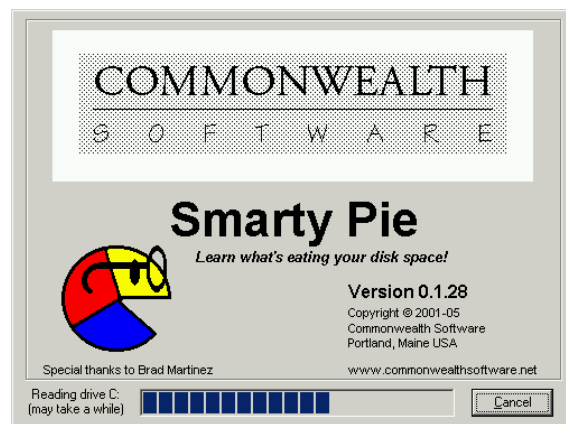 COMMONWEALTH
SOFTWARE
Smarty Pie
Learn what's eating your disk space!
Version 0.1.28
Copyright © 2001-05
Commonwealth Software
Portland, Maine USA
Special thanks to Brad Martinez
www.commonwealthsoftware.net
Reading drive C:
(may take a while)
Cancel